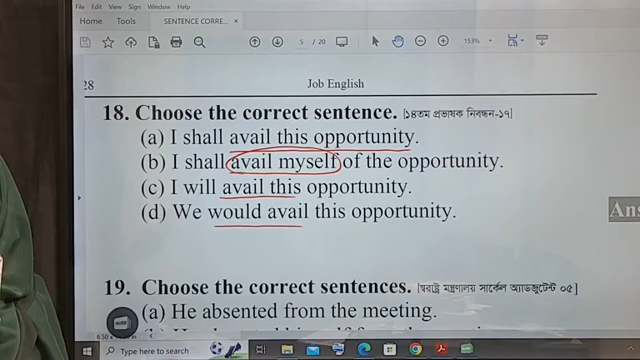 File Edit View Sign Window Help
Home Tools SENTENCE CORRE... ×
5 / 20 153%
28 Job English
18. Choose the correct sentence. [১৪তম প্রভাষক নিবন্ধন-১৭]
(a) I shall avail this opportunity.
(b) I shall avail myself of the opportunity.
(c) I will avail this opportunity.
(d) We would avail this opportunity.
Ans
19. Choose the correct sentences. [স্বরাষ্ট্র মন্ত্রণালয় সার্কেল অ্যাডজুটেন্ট ০৫]
(a) He absented from the meeting.
8.50 x
Type here to search